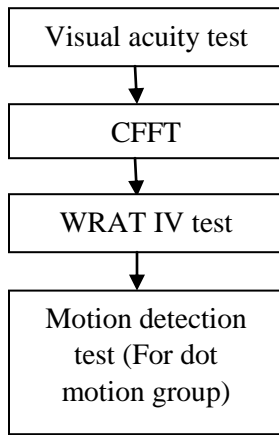 Visual acuity test
CFFT
WRAT IV test
Motion detection
test (For dot
motion group)